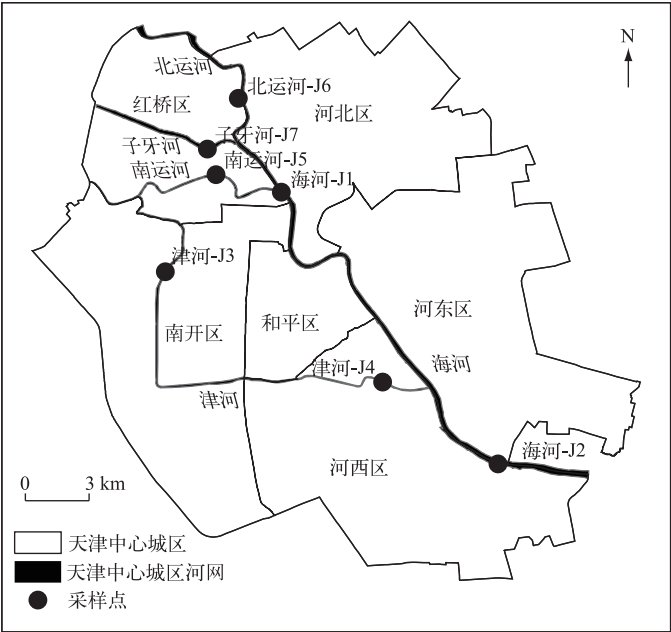 N
北运河
北运河-J6
红桥区
河北区
子牙河-J7
子牙河
南运河-J5
南运河
海河-J1
津河-J3
河东区
和平区
南开区
海河
津河-J4
津河
海河-J2
河西区
0 3 km
天津中心城区
天津中心城区河网
采样点